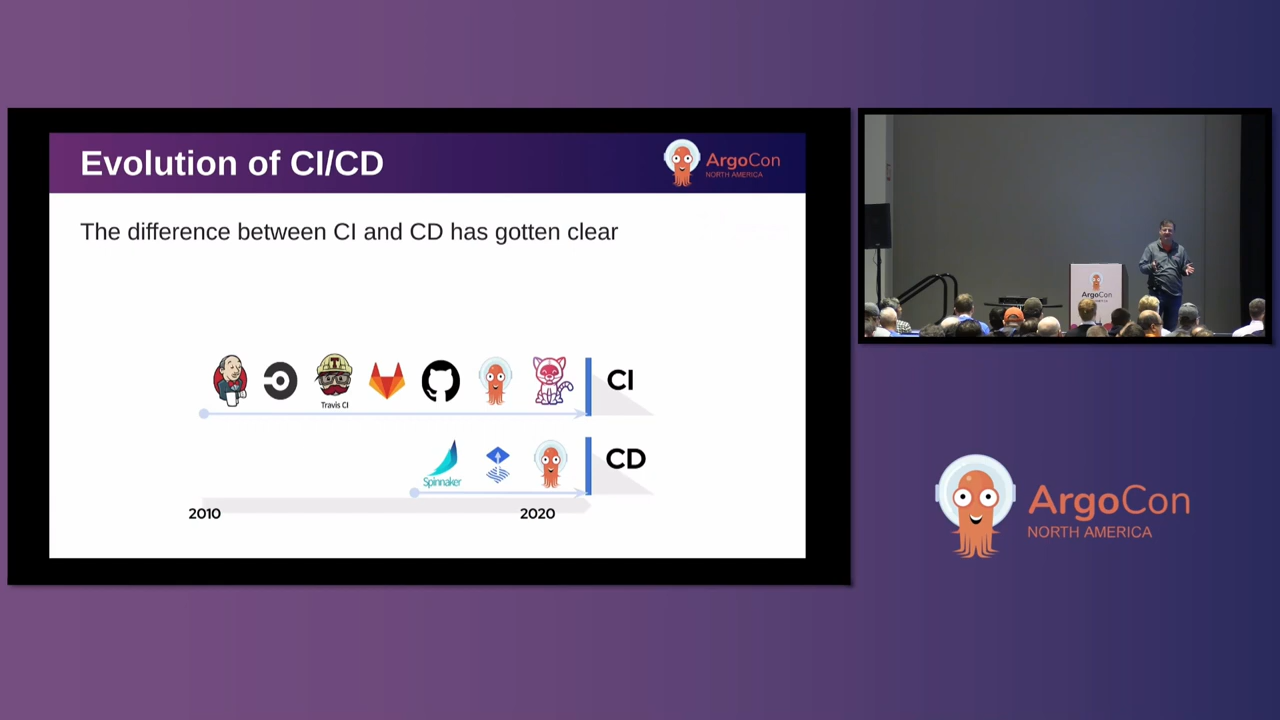 Evolution of CI/CD
ArgoCon
NORTH AMERICA
The difference between CI and CD has gotten clear
T
Travis CI
CI
Spinnaker
CD
2010
2020
ArgoCon
ArgoCon
NORTH AMERICA